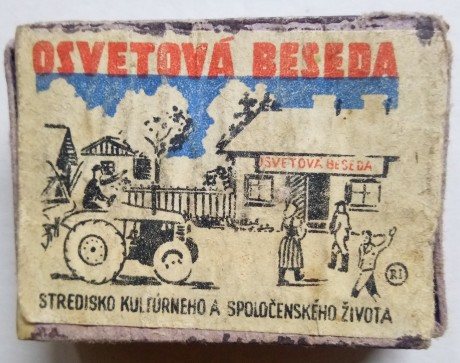 OSVETOVÁ BESEDA
OSVETOVÁ BESEDA
STREDISKO KULTÚRNEHO A SPOLOČENSKÉHO ŽIVOTA